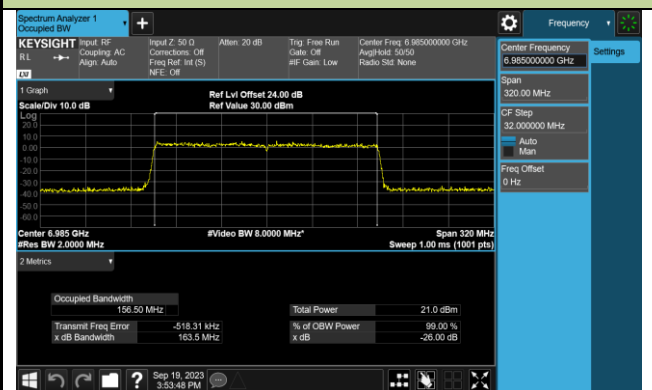 Spectrum Analyzer 1
Occupied BW
Frequency
KEYSIGHT
Input: RF
Input Z: 50 Ω
Atten: 20 dB
Trig: Free Run
Center Freq: 6.985000000 GHz
RL
Coupling: AC
Corrections: Off
Gate: Off
Avg|Hold: 50/50
Align: Auto
Freq Ref: Int (S)
#IF Gain: Low
Radio Std: None
LXI
NFE: Off
Center Frequency
6.985000000 GHz
Settings
Span
320.00 MHz
CF Step
32.000000 MHz
Auto
Man
Freq Offset
0 Hz
1 Graph
Ref Lvl Offset 24.00 dB
Scale/Div 10.0 dB
Ref Value 30.00 dBm
Log
20.0
10.0
0.00
-10.0
-20.0
-30.0
-40.0
-50.0
-60.0
Center 6.985 GHz
#Video BW 8.0000 MHz*
Span 320 MHz
#Res BW 2.0000 MHz
Sweep 1.00 ms (1001 pts)
2 Metrics
Occupied Bandwidth
156.50 MHz
Total Power
21.0 dBm
Transmit Freq Error
-518.31 kHz
% of OBW Power
99.00 %
x dB Bandwidth
163.5 MHz
x dB
-26.00 dB
Sep 19, 2023
3:53:48 PM